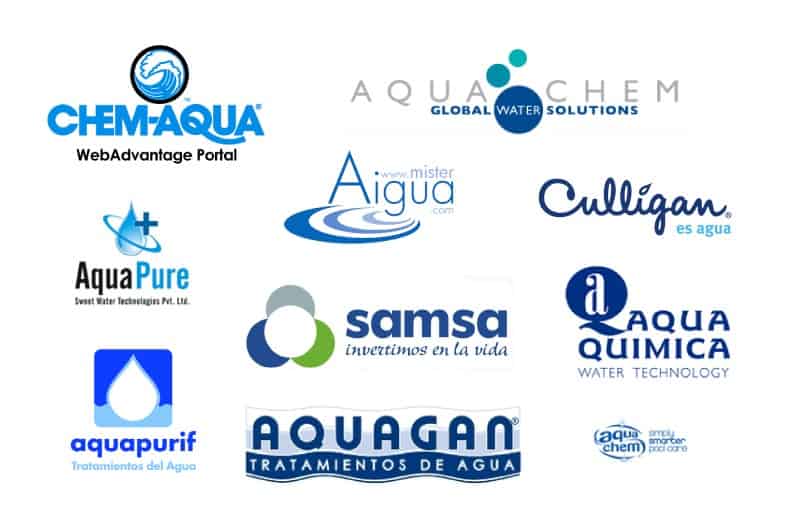 CHEM-AQUA®
WebAdvantage Portal
AQUA CHEM
GLOBAL WATER SOLUTIONS
www.mister
Aigua
.com
Culligan®
es agua
AquaPure
Sweet Water Technologies Pvt. Ltd.
samsa
invertimos en la vida
a
AQUA
QUIMICA
WATER TECHNOLOGY
aquapurif
Tratamientos del Agua
AQUAGAN®
TRATAMIENTOS DE AGUA
aqua
chem
simply
smarter
pool care